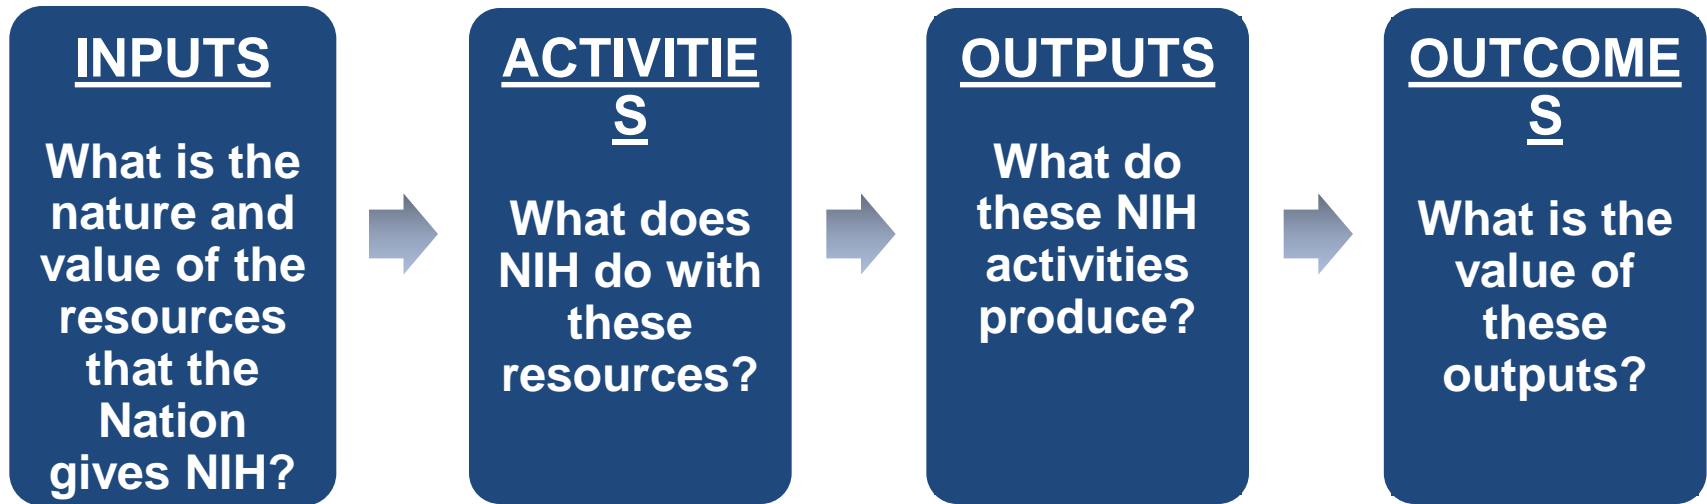 INPUTS
What is the
nature and
value of the
resources
that the
Nation
gives NIH?
ACTIVITIE
S
What does
NIH do with
these
resources?
OUTPUTS
What do
these NIH
activities
produce?
OUTCOME
S
What is the
value of
these
outputs?